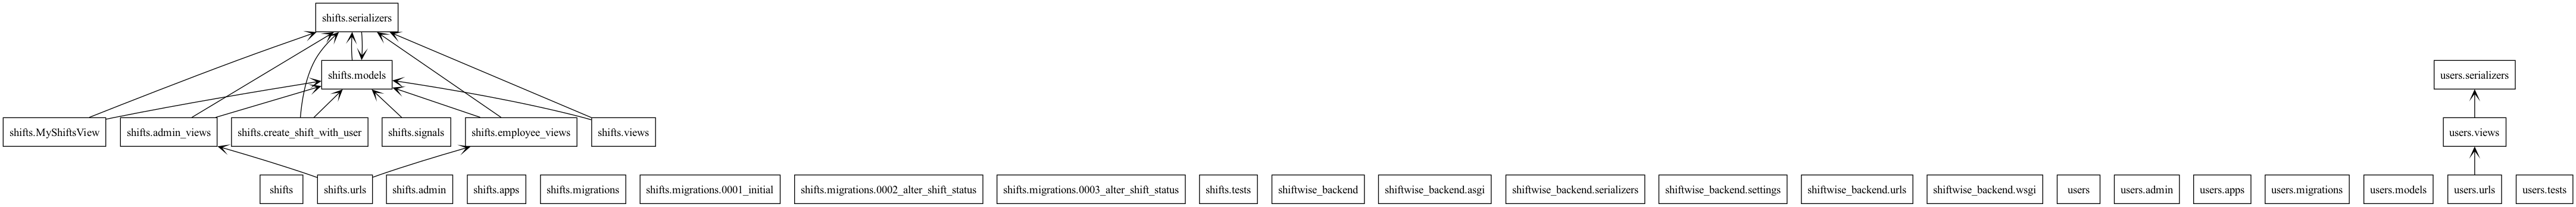 shifts.serializers
shifts.models
users.serializers
shifts.MyShiftsView
shifts.admin_views
shifts.create_shift_with_user
shifts.signals
shifts.employee_views
shifts.views
users.views
shifts
shifts.urls
shifts.admin
shifts.apps
shifts.migrations
shifts.migrations.0001_initial
shifts.migrations.0002_alter_shift_status
shifts.migrations.0003_alter_shift_status
shifts.tests
shiftwise_backend
shiftwise_backend.asgi
shiftwise_backend.serializers
shiftwise_backend.settings
shiftwise_backend.urls
shiftwise_backend.wsgi
users
users.admin
users.apps
users.migrations
users.models
users.urls
users.tests